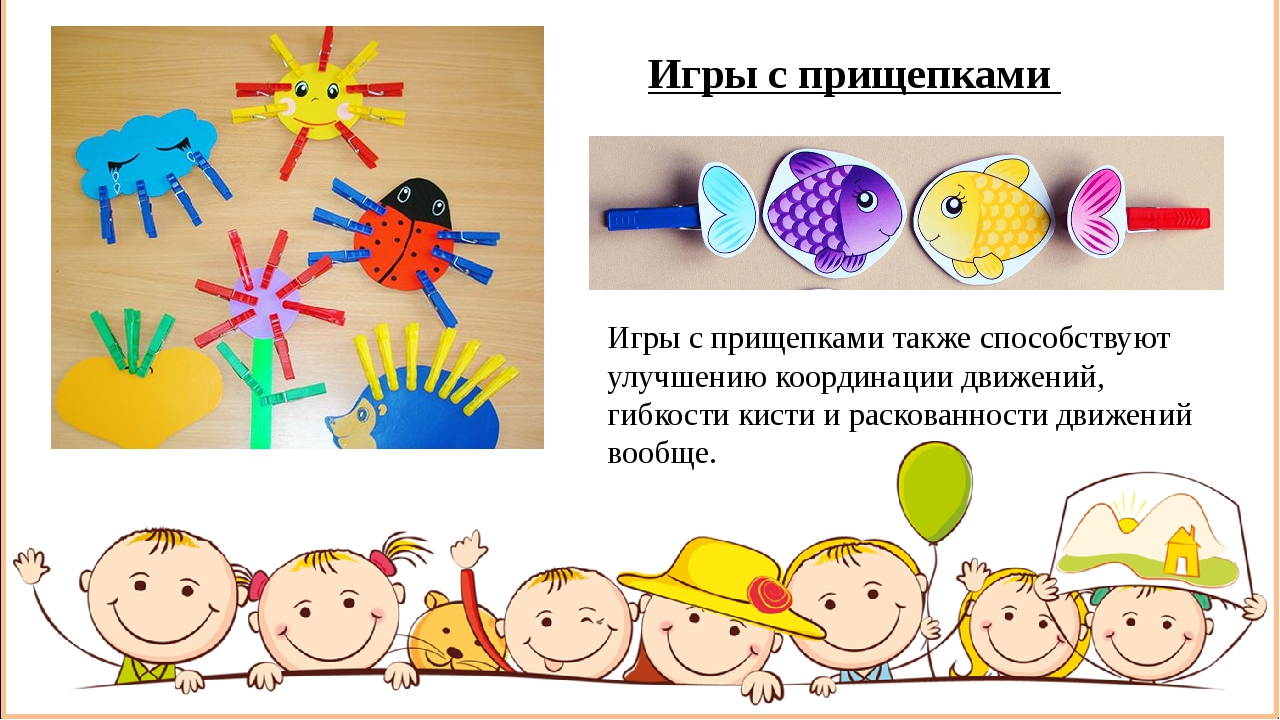 Игры с прищепками
Игры с прищепками также способствуют
улучшению координации движений,
гибкости кисти и раскованности движений
вообще.